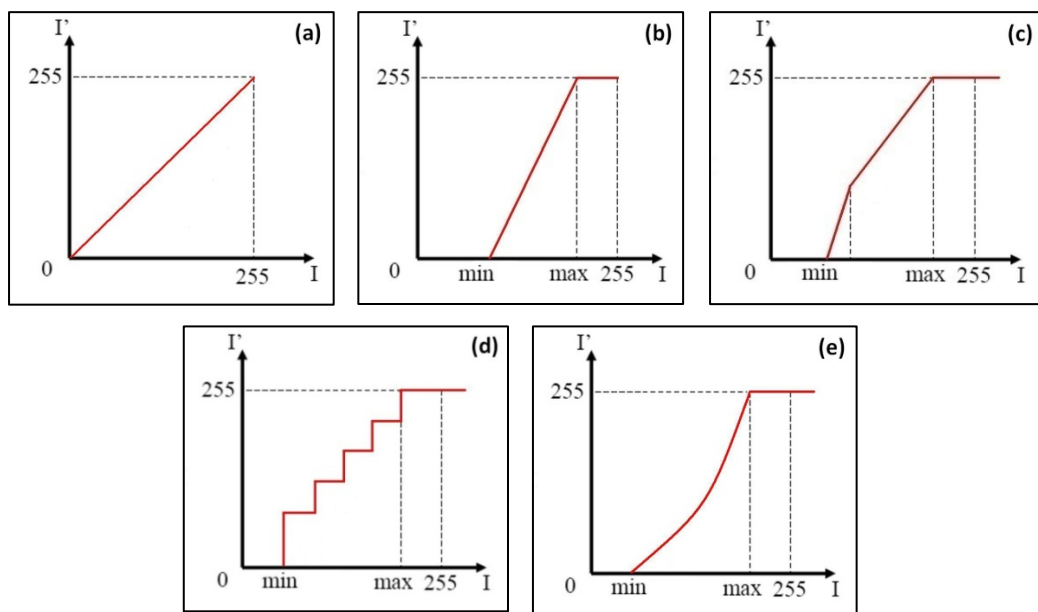 I' (a)
255
0 255 I
I' (b)
255
0 min max 255 I
I' (c)
255
0 min max 255 I
I' (d)
255
0 min max 255 I
I' (e)
255
0 min max 255 I